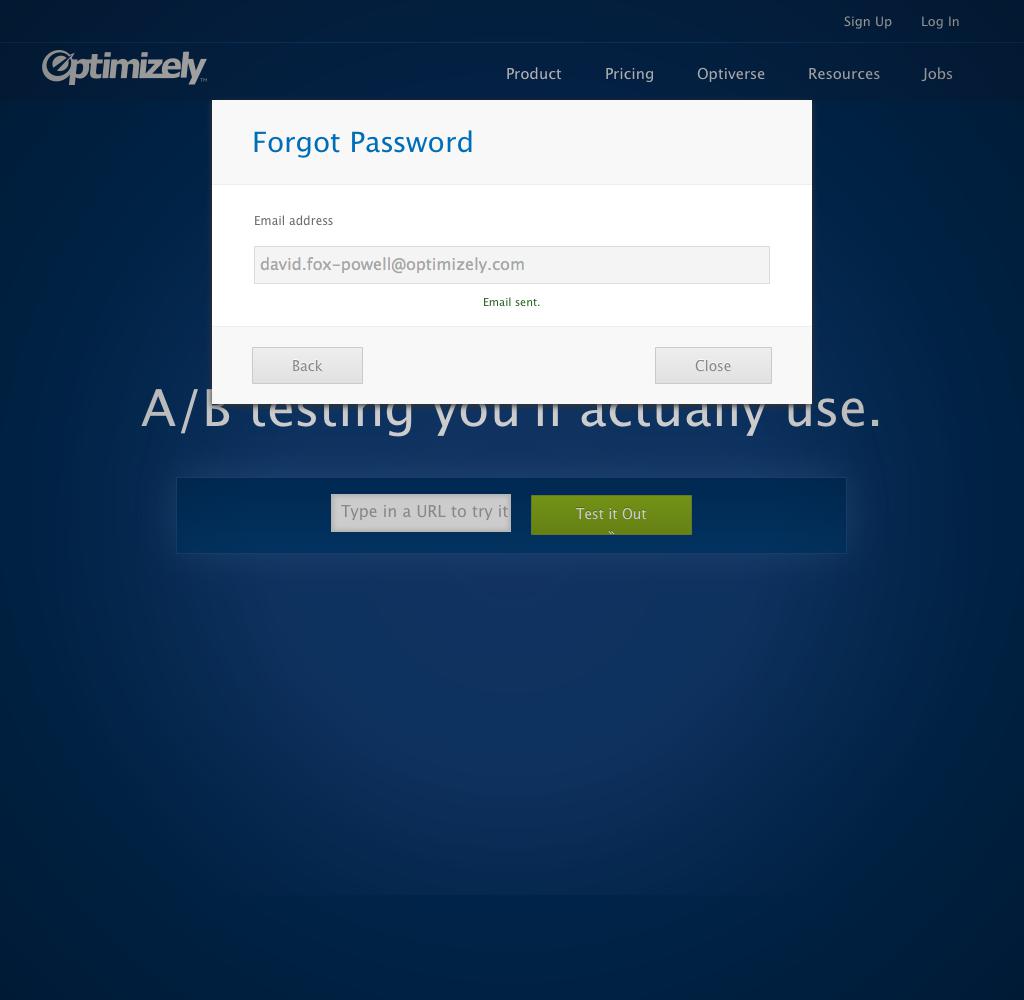 Sign Up Log In
Optimizely™
Product Pricing Optiverse Resources Jobs
Forgot Password
Email address
david.fox-powell@optimizely.com
Email sent.
Back Close
A/B testing you'll actually use.
Type in a URL to try it
Test it Out
»